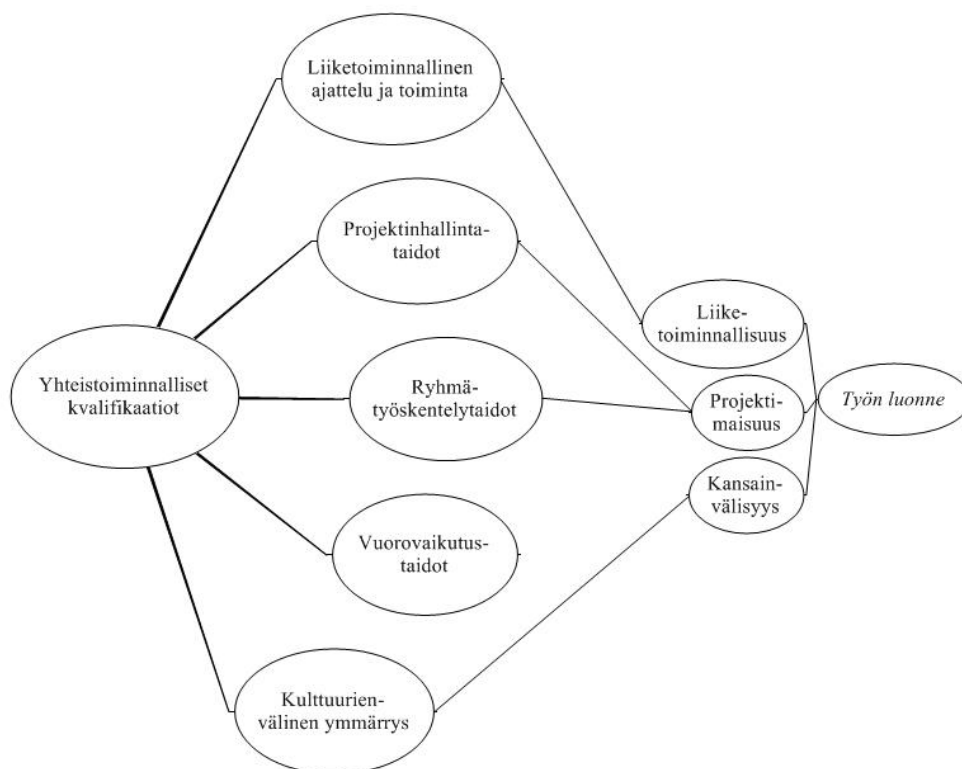 Liiketoiminnallinen
ajattelu ja toiminta
Projektinhallinta-
taidot
Liike-
toiminnallisuus
Yhteistoiminnalliset
kvalifikaatiot
Ryhmä-
työskentelytaidot
Projekti-
maisuus
Työn luonne
Kansain-
välisyys
Vuorovaikutus-
taidot
Kulttuurien-
välinen ymmärrys